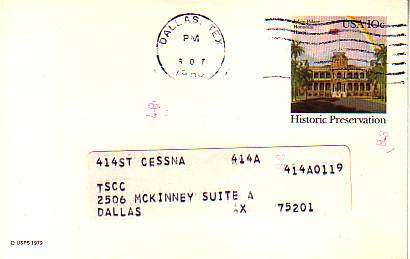 DALLAS, TEX
PM
USA 10c
Historic Preservation
414ST CESSNA 414A 414A0119
TSCC
2506 MCKINNEY SUITE A
DALLAS 75201
© USPS 1979